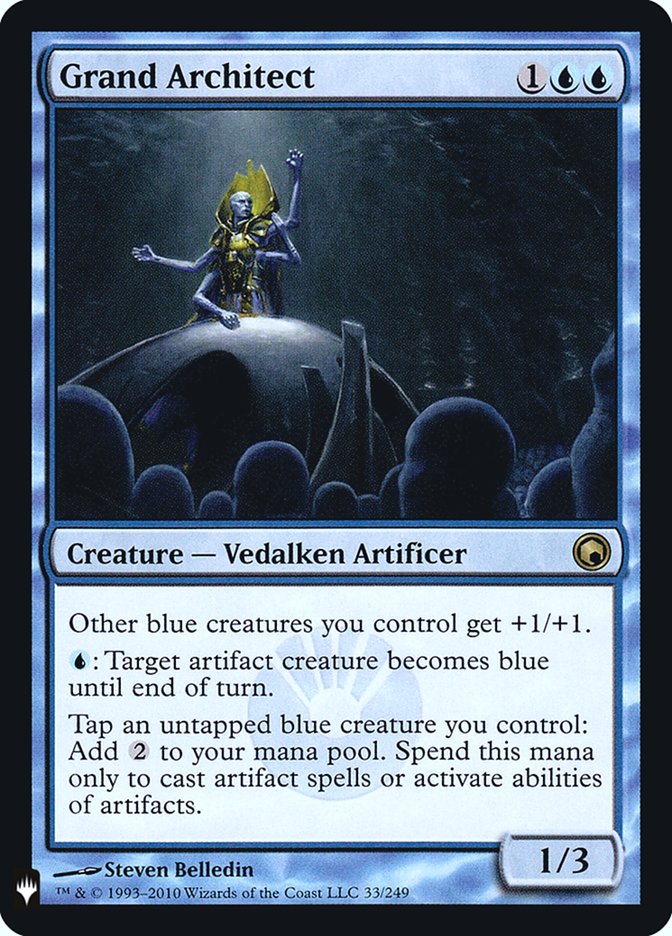 Grand Architect 1
Creature — Vedalken Artificer
Other blue creatures you control get +1/+1.
: Target artifact creature becomes blue
until end of turn.
Tap an untapped blue creature you control:
Add 2 to your mana pool. Spend this mana
only to cast artifact spells or activate abilities
of artifacts.
1/3
Steven Belledin
™ & © 1993–2010 Wizards of the Coast LLC 33/249